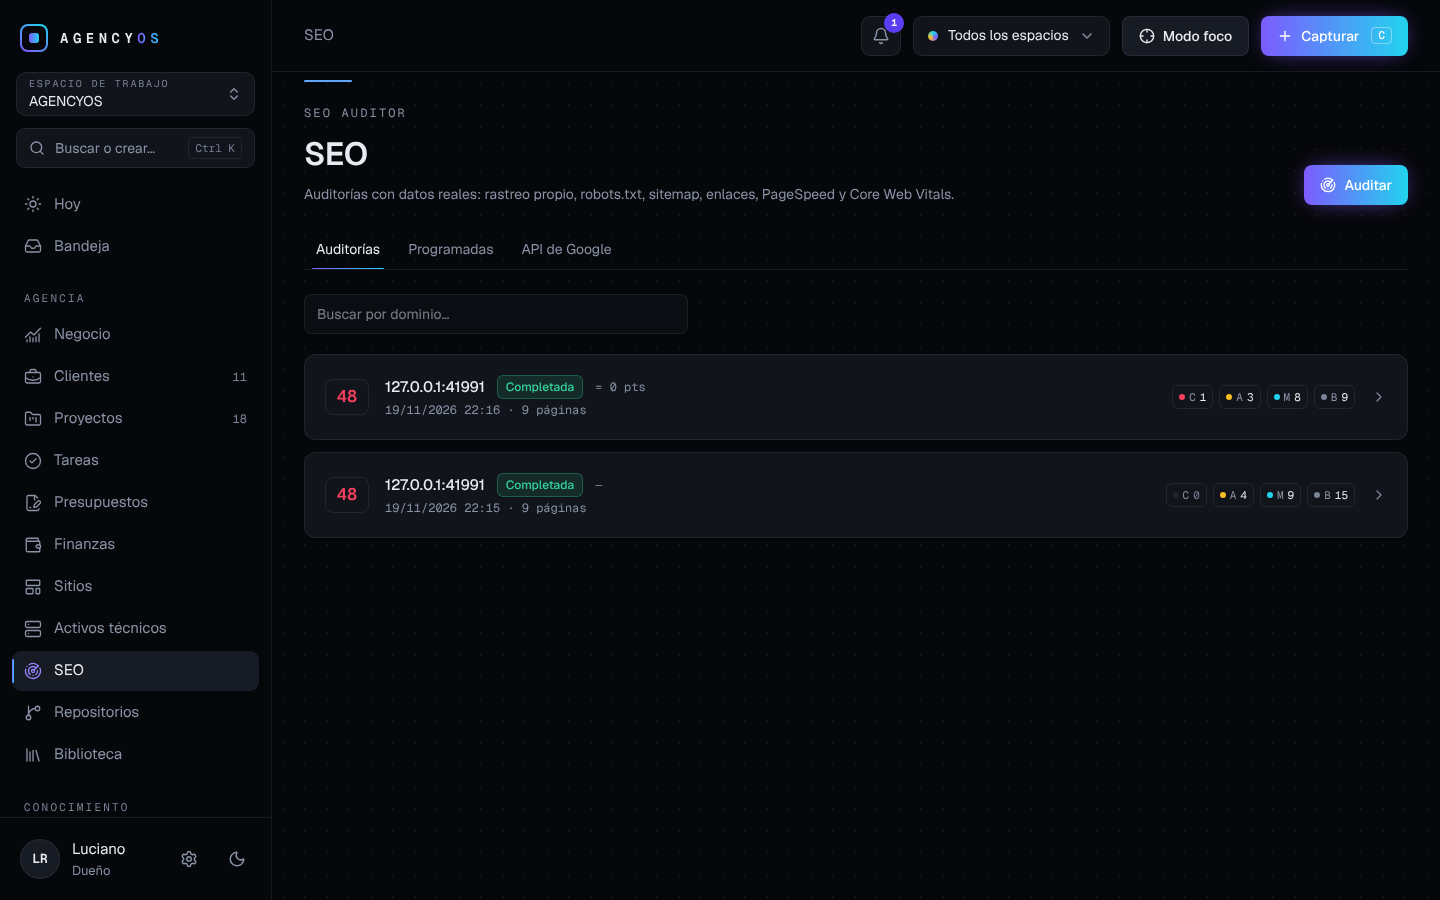 AGENCYOS
ESPACIO DE TRABAJO
AGENCYOS
Buscar o crear... Ctrl K
Hoy
Bandeja
AGENCIA
Negocio
Clientes 11
Proyectos 18
Tareas
Presupuestos
Finanzas
Sitios
Activos técnicos
SEO
Repositorios
Biblioteca
CONOCIMIENTO
LR
Luciano
Dueño
SEO
1
Todos los espacios
Modo foco
Capturar C
SEO AUDITOR
SEO
Auditorías con datos reales: rastreo propio, robots.txt, sitemap, enlaces, PageSpeed y Core Web Vitals.
Auditar
Auditorías Programadas API de Google
Buscar por dominio...
48
127.0.0.1:41991 Completada = 0 pts
19/11/2026 22:16 · 9 páginas
C 1 A 3 M 8 B 9
48
127.0.0.1:41991 Completada —
19/11/2026 22:15 · 9 páginas
C 0 A 4 M 9 B 15